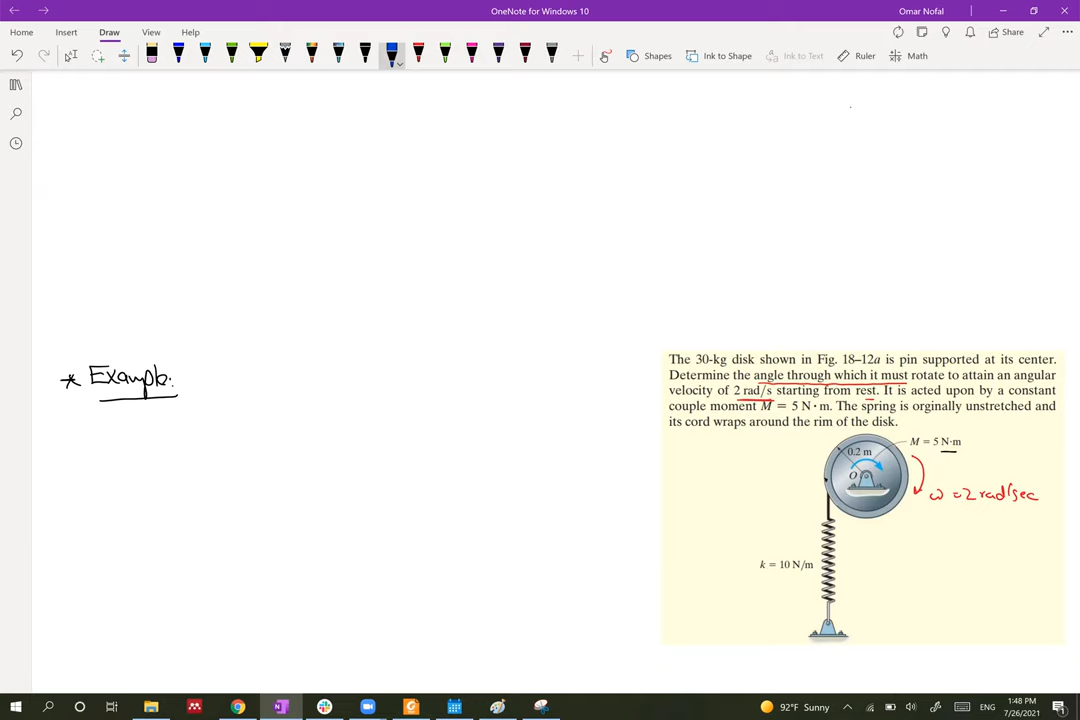 OneNote for Windows 10
Omar Nofal
Home Insert Draw View Help
Share
Shapes
Ink to Shape
Ink to Text
Ruler
Math
* Example:
The 30-kg disk shown in Fig. 18–12a is pin supported at its center.
Determine the angle through which it must rotate to attain an angular
velocity of 2 rad/s starting from rest. It is acted upon by a constant
couple moment M = 5 N · m. The spring is orginally unstretched and
its cord wraps around the rim of the disk.
M = 5 N·m
0.2 m
O
ω = 2 rad/sec
k = 10 N/m
92°F Sunny
ENG
1:48 PM
7/26/2021